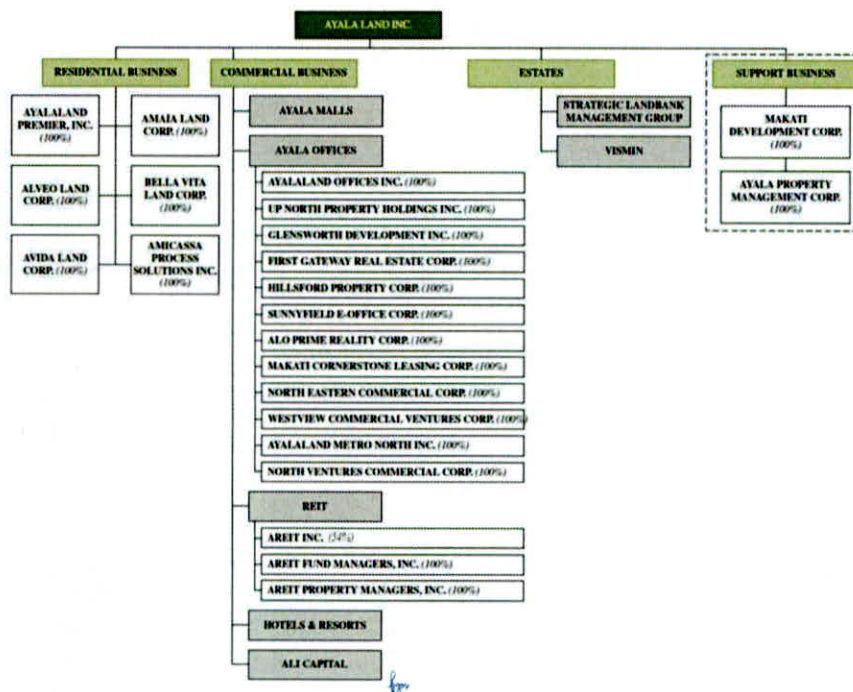 AYALA LAND INC.
RESIDENTIAL BUSINESS
COMMERCIAL BUSINESS
ESTATES
SUPPORT BUSINESS
AYALALAND
PREMIER, INC.
(100%)
AMAIA LAND
CORP. (100%)
ALVEO LAND
CORP. (100%)
BELLA VITA
LAND CORP.
(100%)
AVIDA LAND
CORP. (100%)
AMICASSA
PROCESS
SOLUTIONS INC.
(100%)
AYALA MALLS
AYALA OFFICES
AYALALAND OFFICES INC. (100%)
UP NORTH PROPERTY HOLDINGS INC. (100%)
GLENSWORTH DEVELOPMENT INC. (100%)
FIRST GATEWAY REAL ESTATE CORP. (100%)
HILLSFORD PROPERTY CORP. (100%)
SUNNYFIELD E-OFFICE CORP. (100%)
ALO PRIME REALITY CORP. (100%)
MAKATI CORNERSTONE LEASING CORP. (100%)
NORTH EASTERN COMMERCIAL CORP. (100%)
WESTVIEW COMMERCIAL VENTURES CORP. (100%)
AYALALAND METRO NORTH INC. (100%)
NORTH VENTURES COMMERCIAL CORP. (100%)
REIT
AREIT INC. (54%)
AREIT FUND MANAGERS, INC. (100%)
AREIT PROPERTY MANAGERS, INC. (100%)
HOTELS & RESORTS
ALI CAPITAL
STRATEGIC LANDBANK
MANAGEMENT GROUP
VISMIN
MAKATI
DEVELOPMENT CORP.
(100%)
AYALA PROPERTY
MANAGEMENT CORP.
(100%)